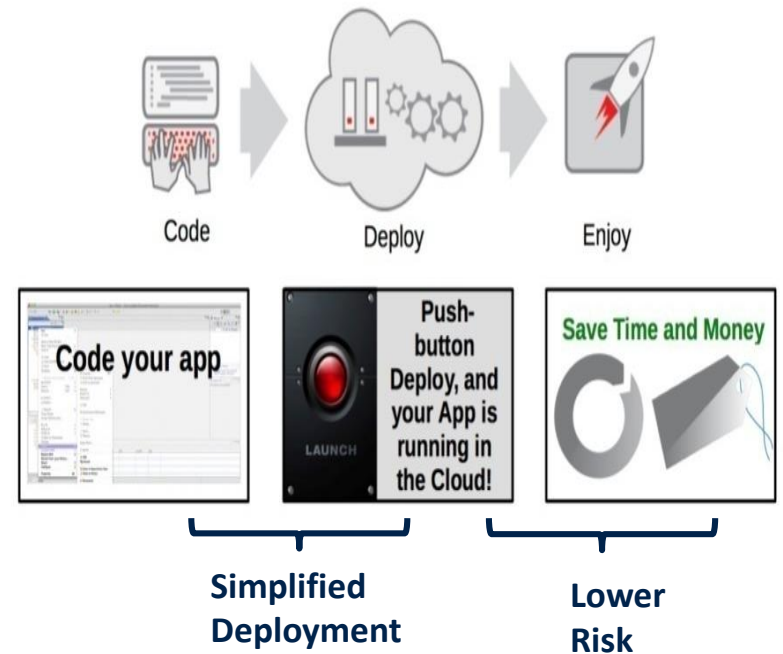 Code
Deploy
Enjoy
Code your app
LAUNCH
Push-
button
Deploy, and
your App is
running in
the Cloud!
Save Time and Money
Simplified
Deployment
Lower
Risk